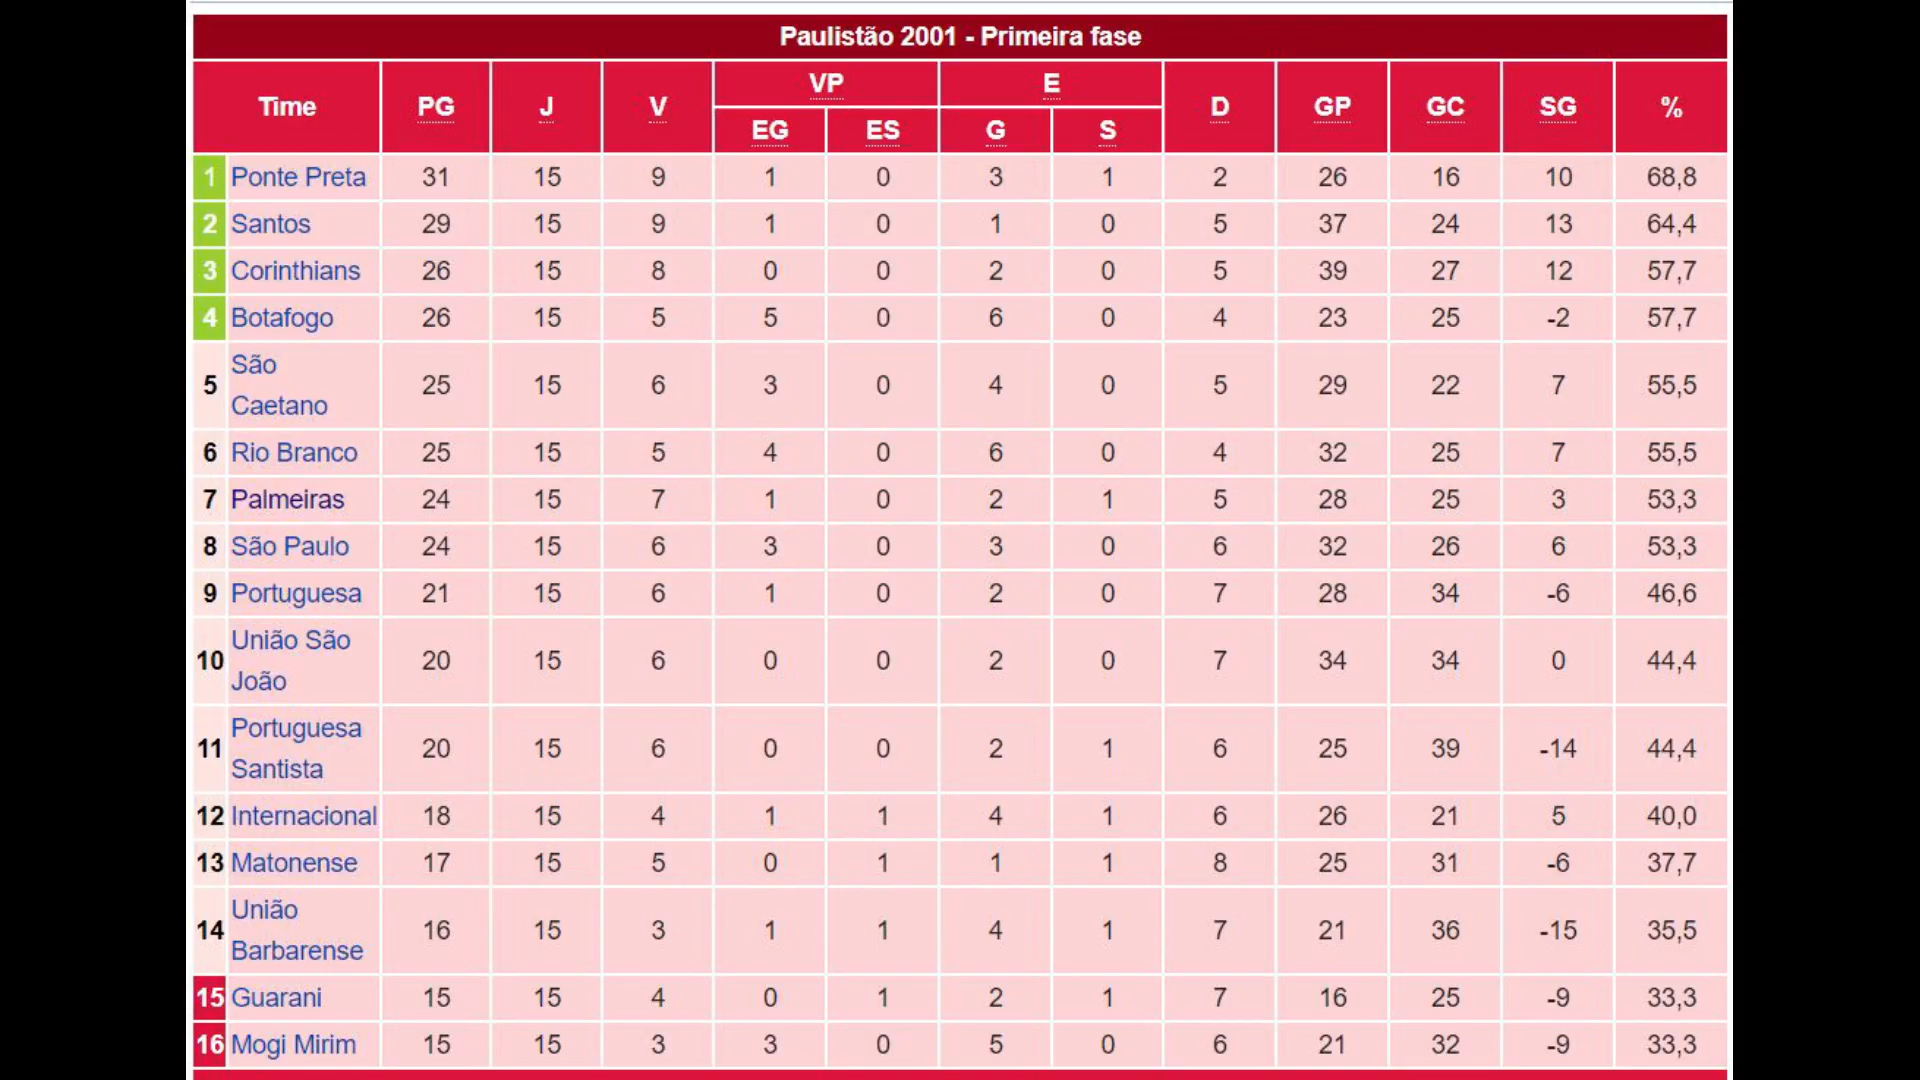 Paulistão 2001 - Primeira fase
Time PG J V VP E D GP GC SG %
EG ES G S
1 Ponte Preta 31 15 9 1 0 3 1 2 26 16 10 68,8
2 Santos 29 15 9 1 0 1 0 5 37 24 13 64,4
3 Corinthians 26 15 8 0 0 2 0 5 39 27 12 57,7
4 Botafogo 26 15 5 5 0 6 0 4 23 25 -2 57,7
5 São Caetano 25 15 6 3 0 4 0 5 29 22 7 55,5
6 Rio Branco 25 15 5 4 0 6 0 4 32 25 7 55,5
7 Palmeiras 24 15 7 1 0 2 1 5 28 25 3 53,3
8 São Paulo 24 15 6 3 0 3 0 6 32 26 6 53,3
9 Portuguesa 21 15 6 1 0 2 0 7 28 34 -6 46,6
10 União São João 20 15 6 0 0 2 0 7 34 34 0 44,4
11 Portuguesa Santista 20 15 6 0 0 2 1 6 25 39 -14 44,4
12 Internacional 18 15 4 1 1 4 1 6 26 21 5 40,0
13 Matonense 17 15 5 0 1 1 1 8 25 31 -6 37,7
14 União Barbarense 16 15 3 1 1 4 1 7 21 36 -15 35,5
15 Guarani 15 15 4 0 1 2 1 7 16 25 -9 33,3
16 Mogi Mirim 15 15 3 3 0 5 0 6 21 32 -9 33,3